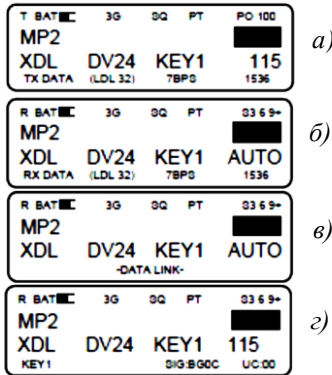 T BAT 3G SQ PT PO 100
MP2
XDL DV24 KEY1 115
TX DATA (LDL 32) 7BPS 1536
а)
R BAT 3G SQ PT S3 6 9+
MP2
XDL DV24 KEY1 AUTO
RX DATA (LDL 32) 7BPS 1536
б)
R BAT 3G SQ PT S3 6 9+
MP2
XDL DV24 KEY1 AUTO
-DATA LINK-
в)
R BAT 3G SQ PT S3 6 9+
MP2
XDL DV24 KEY1 115
KEY1 SIG:BG0C UC:00
г)